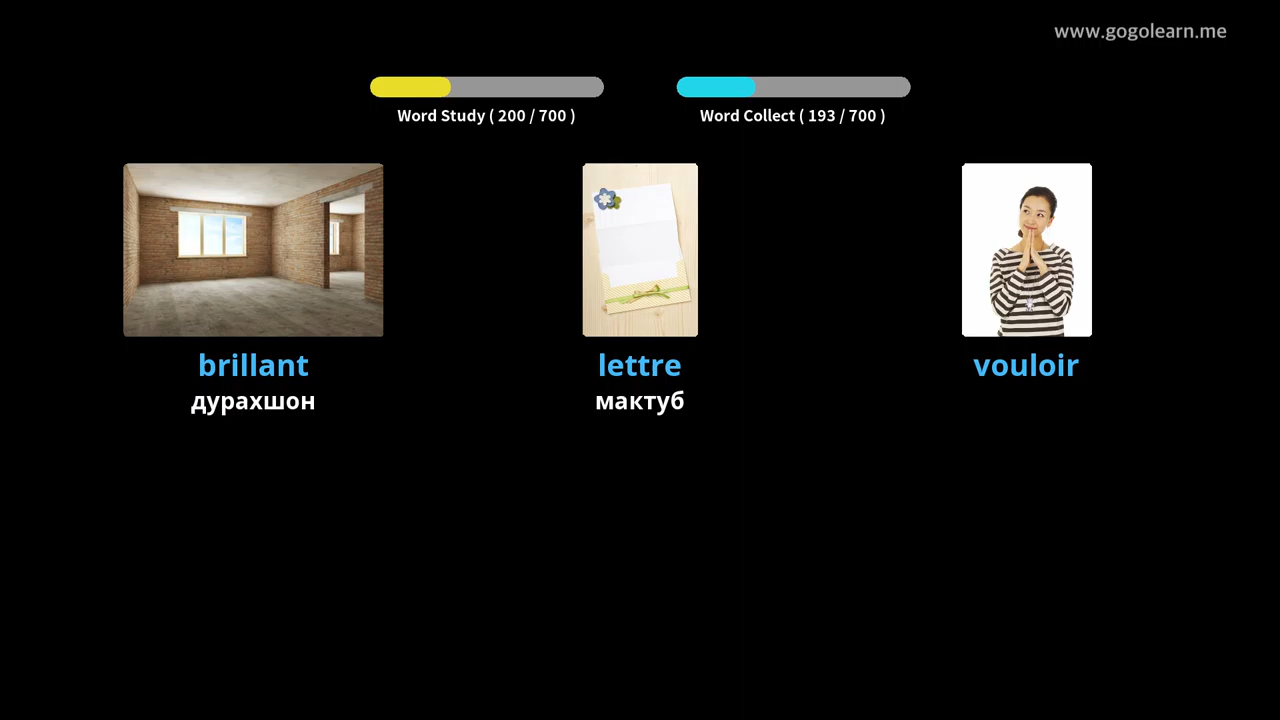 www.gogolearn.me
Word Study ( 200 / 700 )
Word Collect ( 193 / 700 )
brillant
дурахшон
lettre
мактуб
vouloir